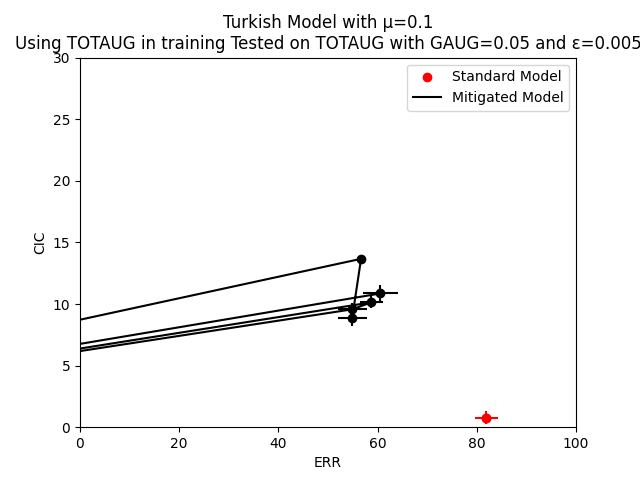 Turkish Model with μ=0.1
Using TOTAUG in training Tested on TOTAUG with GAUG=0.05 and ε=0.005
30
25
20
15
10
5
0
CIC
Standard Model
Mitigated Model
0 20 40 60 80 100
ERR